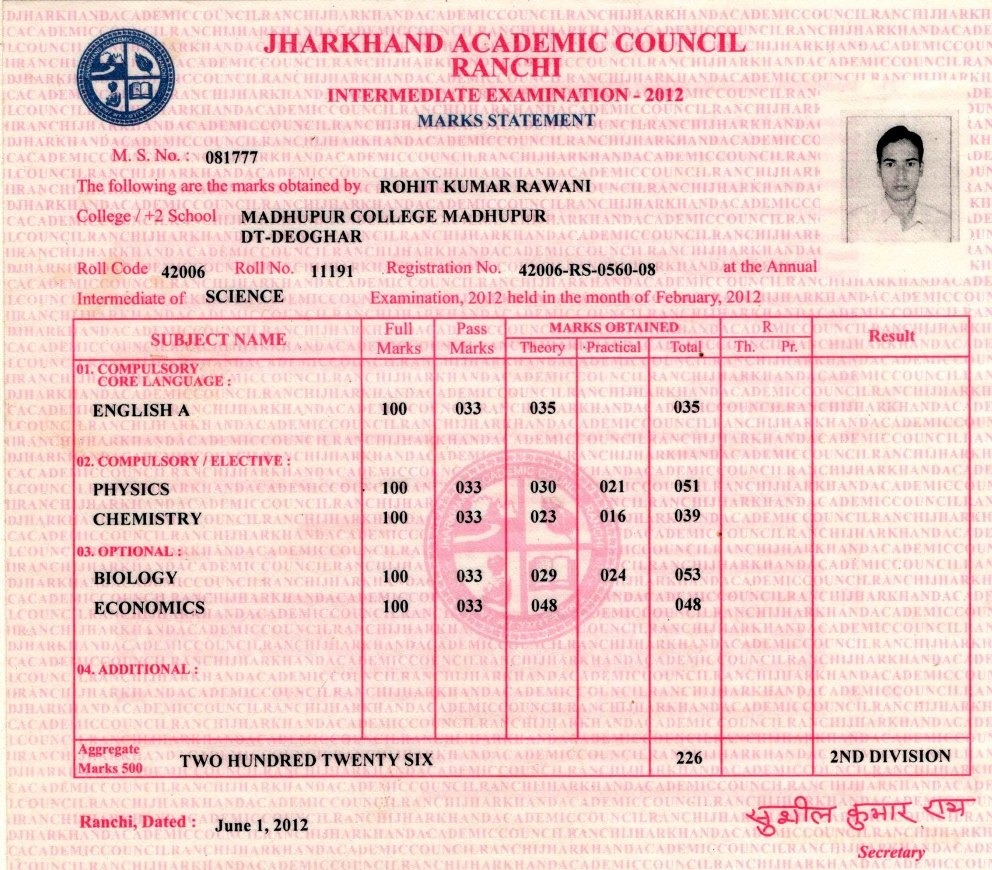 JHARKHAND ACADEMIC COUNCIL
RANCHI
INTERMEDIATE EXAMINATION - 2012
MARKS STATEMENT
M. S. No. : 081777
The following are the marks obtained by ROHIT KUMAR RAWANI
College / +2 School MADHUPUR COLLEGE MADHUPUR
DT-DEOGHAR
Roll Code 42006 Roll No. 11191 Registration No. 42006-RS-0560-08 at the Annual
Intermediate of SCIENCE Examination, 2012 held in the month of February, 2012
SUBJECT NAME Full Marks Pass Marks MARKS OBTAINED R Result
Theory Practical Total Th. Pr.
01. COMPULSORY
CORE LANGUAGE :
ENGLISH A 100 033 035 035
02. COMPULSORY / ELECTIVE :
PHYSICS 100 033 030 021 051
CHEMISTRY 100 033 023 016 039
03. OPTIONAL :
BIOLOGY 100 033 029 024 053
ECONOMICS 100 033 048 048
04. ADDITIONAL :
Aggregate
Marks 500 TWO HUNDRED TWENTY SIX 226 2ND DIVISION
Ranchi, Dated : June 1, 2012
सुशील कुमार राय
Secretary